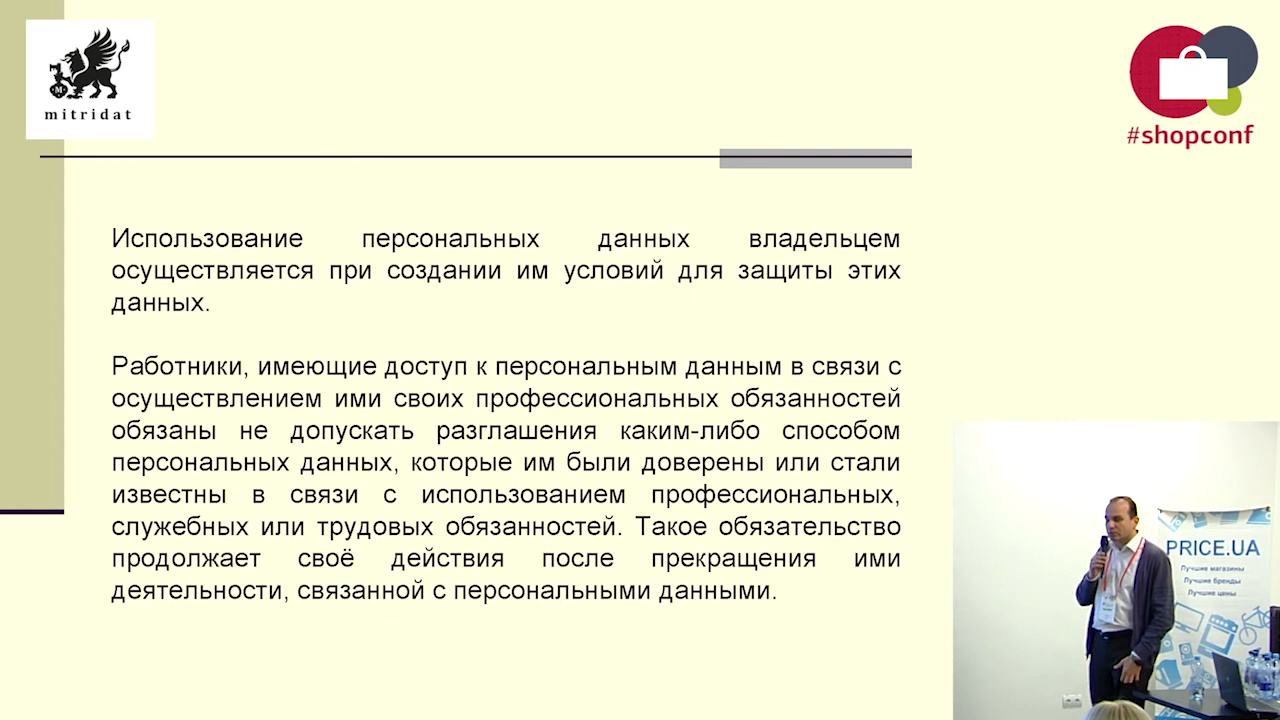 mitridat
#shopconf
Использование персональных данных владельцем
осуществляется при создании им условий для защиты этих
данных.
Работники, имеющие доступ к персональным данным в связи с
осуществлением ими своих профессиональных обязанностей
обязаны не допускать разглашения каким-либо способом
персональных данных, которые им были доверены или стали
известны в связи с использованием профессиональных,
служебных или трудовых обязанностей. Такое обязательство
продолжает своё действия после прекращения ими
деятельности, связанной с персональными данными.
PRICE.UA
Лучшие магазины
Лучшие бренды
Лучшие цены